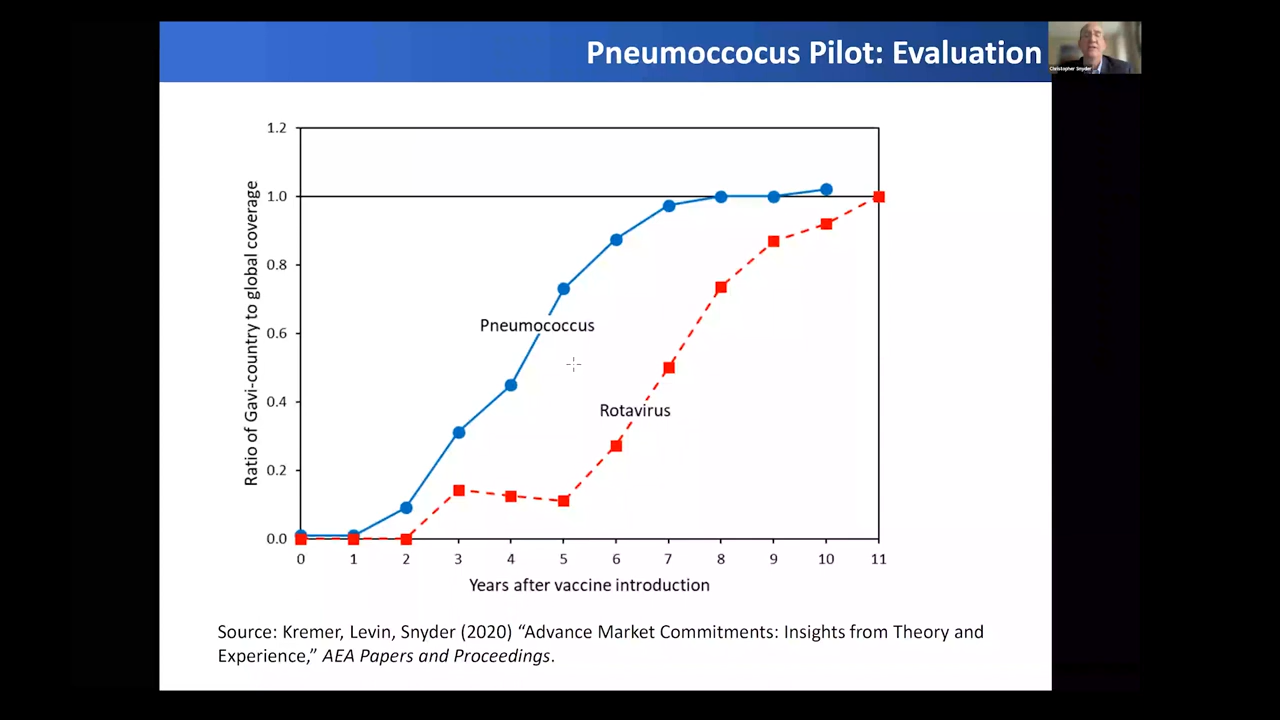 Pneumoccocus Pilot: Evaluation
Christopher Snyder
1.2
1.0
0.8
0.6
0.4
0.2
0.0
Ratio of Gavi-country to global coverage
Pneumococcus
Rotavirus
0 1 2 3 4 5 6 7 8 9 10 11
Years after vaccine introduction
Source: Kremer, Levin, Snyder (2020) “Advance Market Commitments: Insights from Theory and
Experience,” AEA Papers and Proceedings.